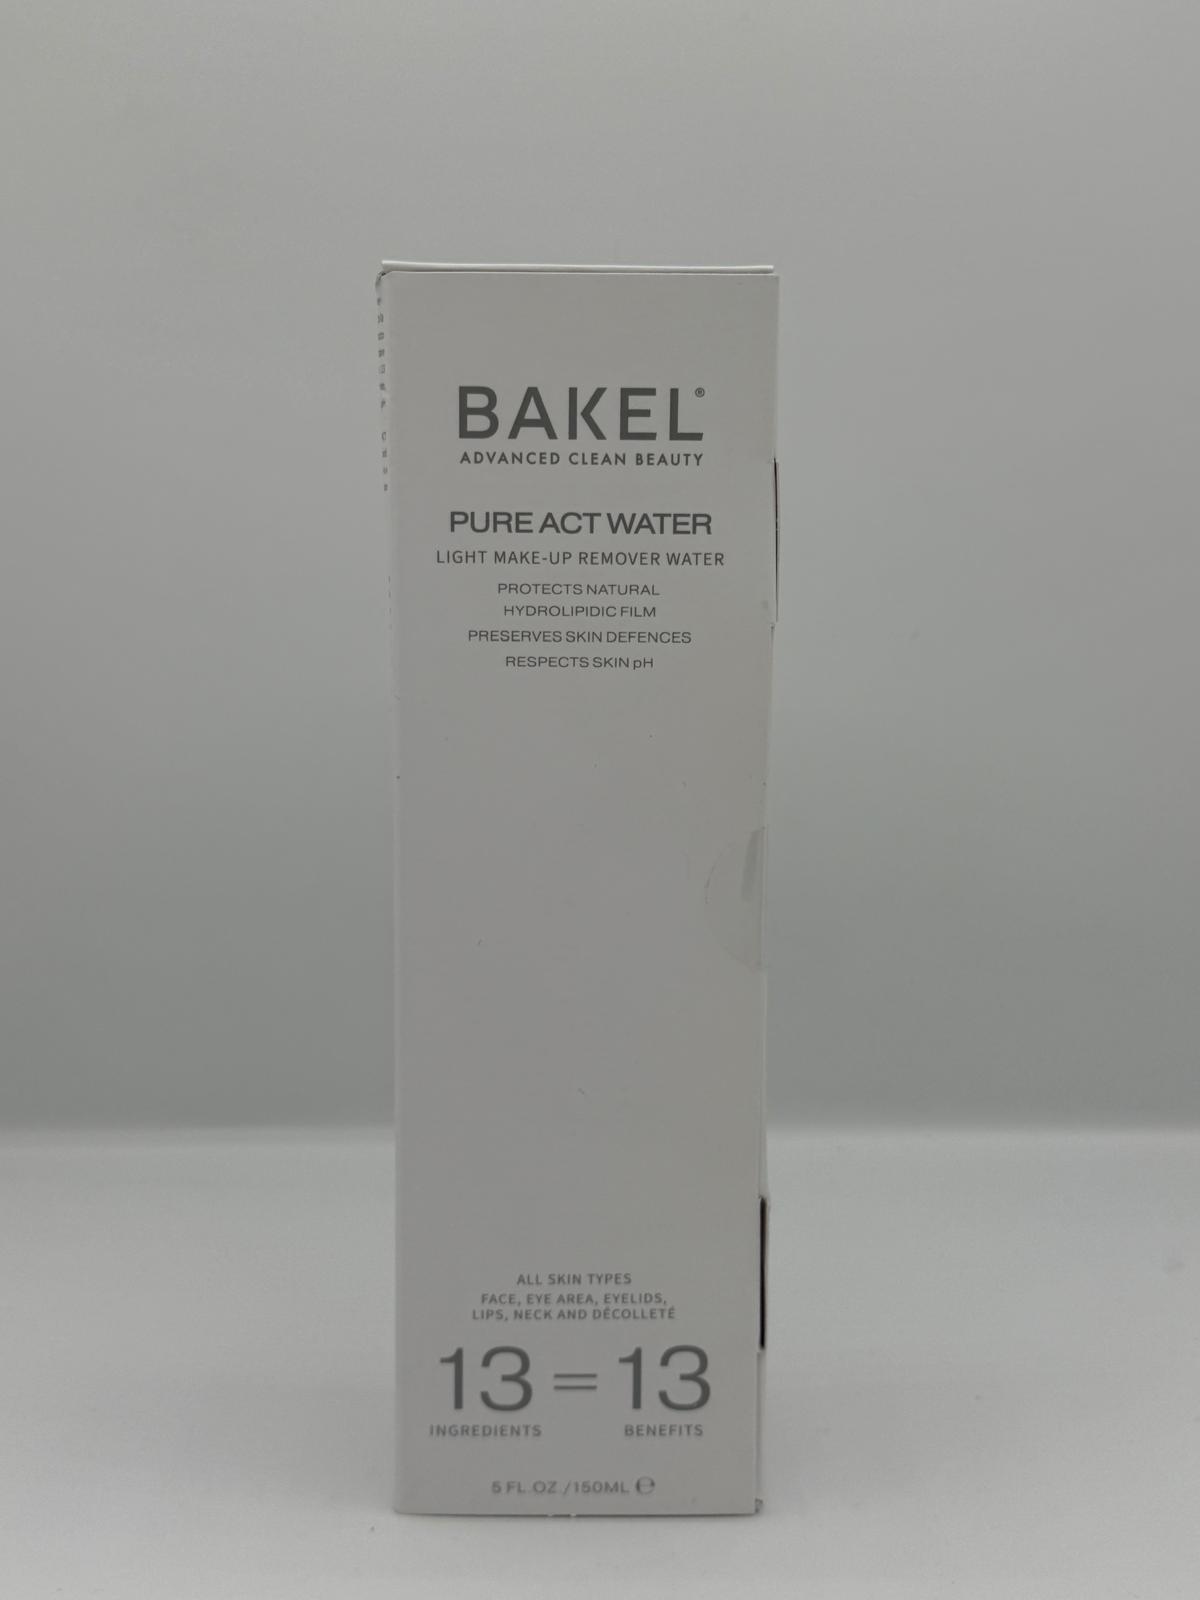 BAKEL®
ADVANCED CLEAN BEAUTY
PURE ACT WATER
LIGHT MAKE-UP REMOVER WATER
PROTECTS NATURAL
HYDROLIPIDIC FILM
PRESERVES SKIN DEFENCES
RESPECTS SKIN pH
ALL SKIN TYPES
FACE, EYE AREA, EYELIDS,
LIPS, NECK AND DÉCOLLETÉ
13 = 13
INGREDIENTS BENEFITS
5 FL.OZ./150ML ℮